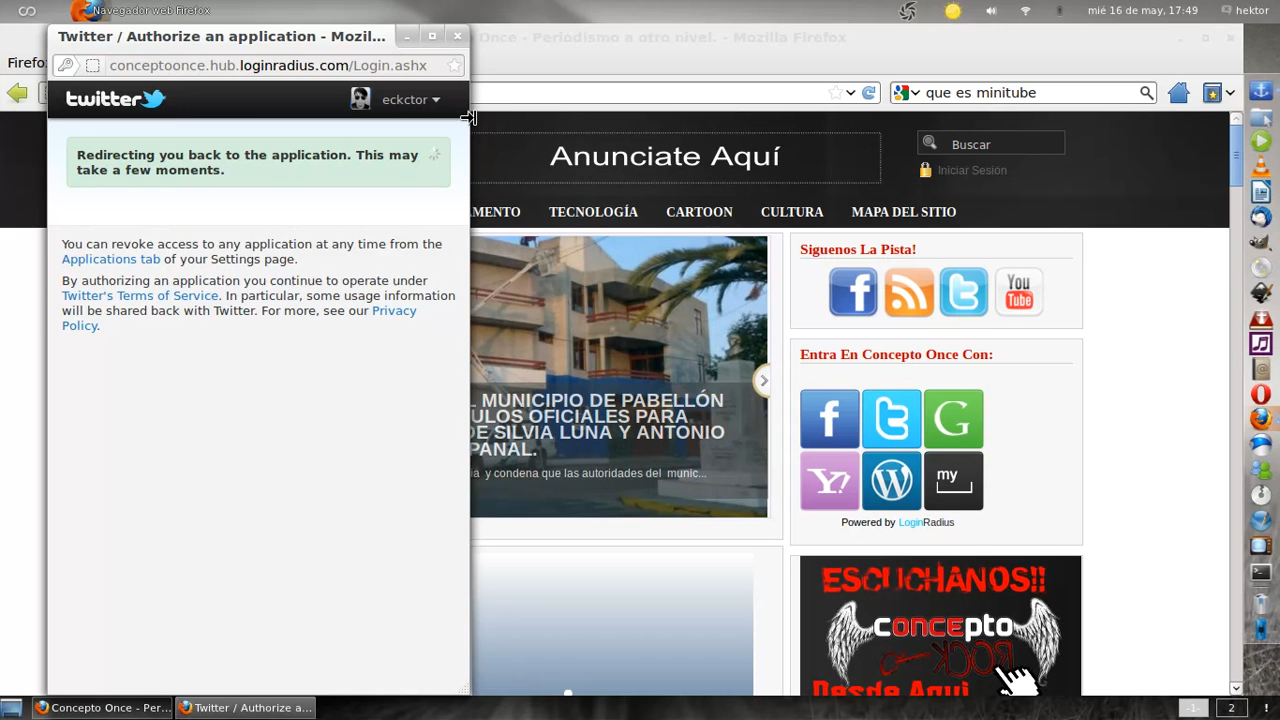 Navegador web Firefox
mié 16 de may, 17:49
hektor
Twitter / Authorize an application - Mozil...
Once - Periodismo a otro nivel. - Mozilla Firefox
Firefo
conceptoonce.hub.loginradius.com/Login.ashx
que es minitube
twitter
eckctor
Redirecting you back to the application. This may
take a few moments.
You can revoke access to any application at any time from the
Applications tab of your Settings page.
By authorizing an application you continue to operate under
Twitter's Terms of Service. In particular, some usage information
will be shared back with Twitter. For more, see our Privacy
Policy.
Anunciate Aquí
Buscar
Iniciar Sesión
AMENTO
TECNOLOGÍA
CARTOON
CULTURA
MAPA DEL SITIO
L MUNICIPIO DE PABELLÓN
ULOS OFICIALES PARA
DE SILVIA LUNA Y ANTONIO
PANAL.
ia y condena que las autoridades del munic...
Siguenos La Pista!
You
Tube
Entra En Concepto Once Con:
f
t
G
Y!
W
my
Powered by LoginRadius
ESCUCHANOS!!
concepto
ROCK
Desde Aqui
Concepto Once - Per...
Twitter / Authorize a...
-1-
2
!